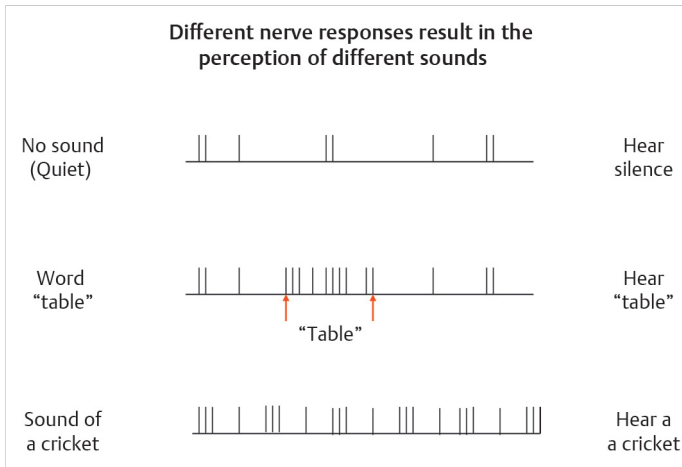 Different nerve responses result in the
perception of different sounds
No sound
(Quiet)
Hear
silence
Word
“table”
Hear
“table”
“Table”
Sound of
a cricket
Hear a
a cricket